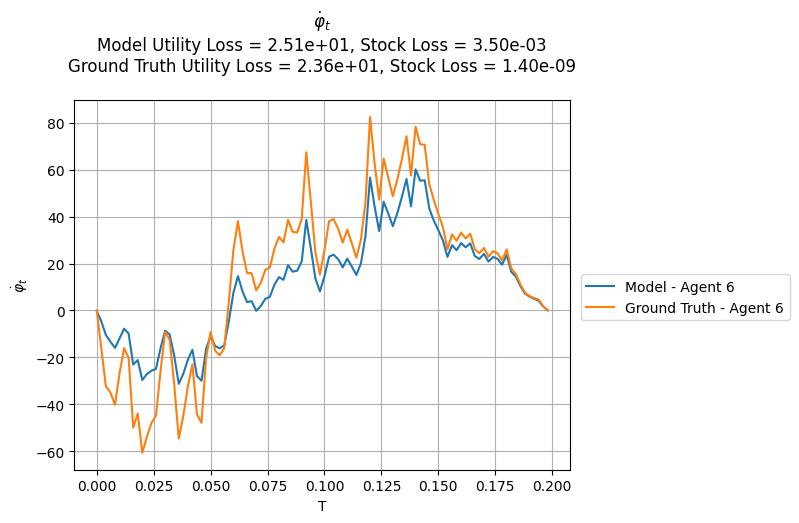 φ̇ₜ
Model Utility Loss = 2.51e+01, Stock Loss = 3.50e-03
Ground Truth Utility Loss = 2.36e+01, Stock Loss = 1.40e-09
80
60
40
20
0
−20
−40
−60
φ̇ₜ
0.000 0.025 0.050 0.075 0.100 0.125 0.150 0.175 0.200
T
Model - Agent 6
Ground Truth - Agent 6